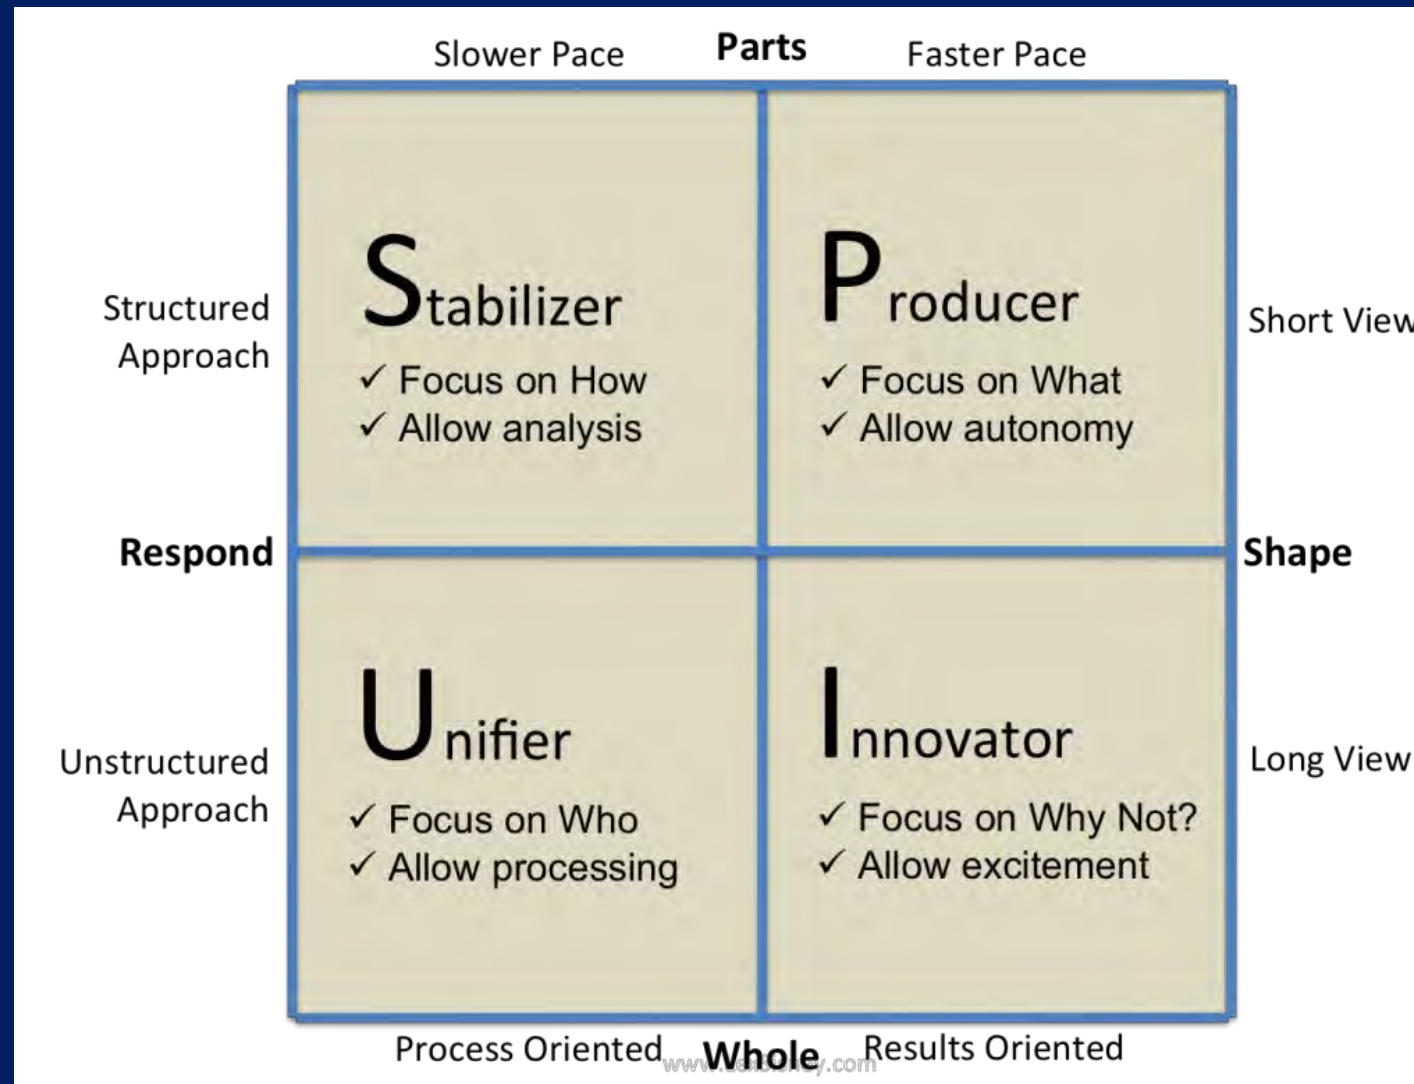 Slower Pace Parts Faster Pace
Structured
Approach
Stabilizer
✓ Focus on How
✓ Allow analysis
Producer
✓ Focus on What
✓ Allow autonomy
Short View
Respond
Shape
Unstructured
Approach
Unifier
✓ Focus on Who
✓ Allow processing
Innovator
✓ Focus on Why Not?
✓ Allow excitement
Long View
Process Oriented Whole Results Oriented